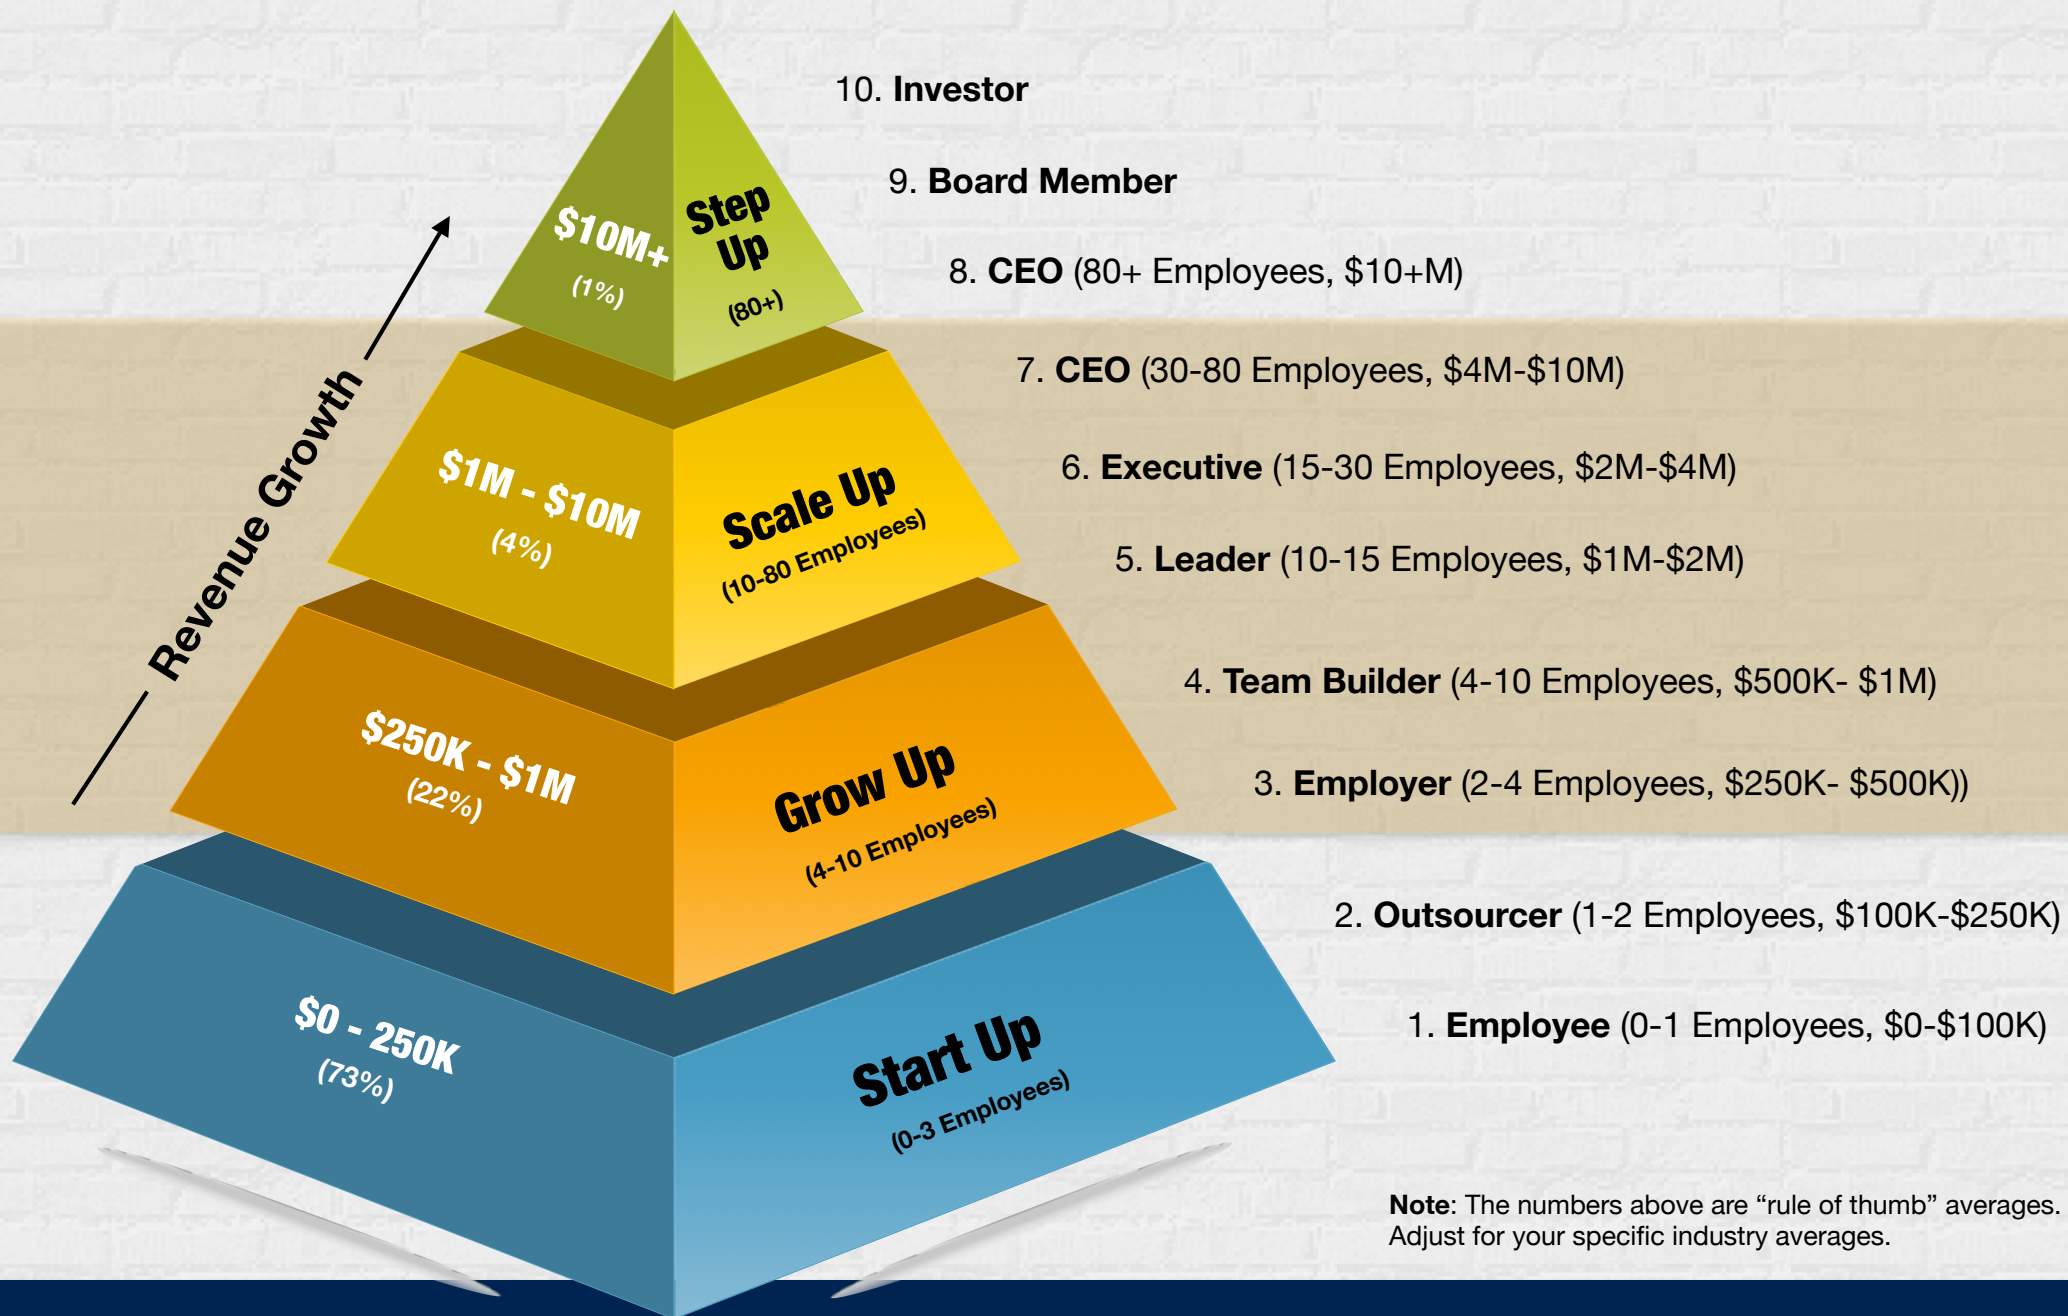 10. Investor
9. Board Member
8. CEO (80+ Employees, $10+M)
7. CEO (30-80 Employees, $4M-$10M)
6. Executive (15-30 Employees, $2M-$4M)
5. Leader (10-15 Employees, $1M-$2M)
4. Team Builder (4-10 Employees, $500K- $1M)
3. Employer (2-4 Employees, $250K- $500K))
2. Outsourcer (1-2 Employees, $100K-$250K)
1. Employee (0-1 Employees, $0-$100K)
Revenue Growth
$10M+
(1%)
Step
Up
(80+)
$1M - $10M
(4%)
Scale Up
(10-80 Employees)
$250K - $1M
(22%)
Grow Up
(4-10 Employees)
$0 - 250K
(73%)
Start Up
(0-3 Employees)
Note: The numbers above are “rule of thumb” averages.
Adjust for your specific industry averages.